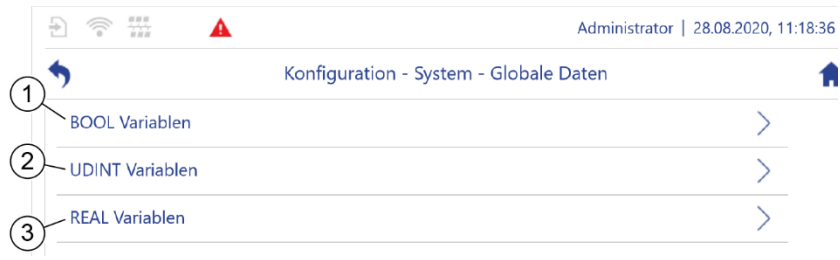 Administrator | 28.08.2020, 11:18:36
Konfiguration - System - Globale Daten
1
BOOL Variablen
2
UDINT Variablen
3
REAL Variablen